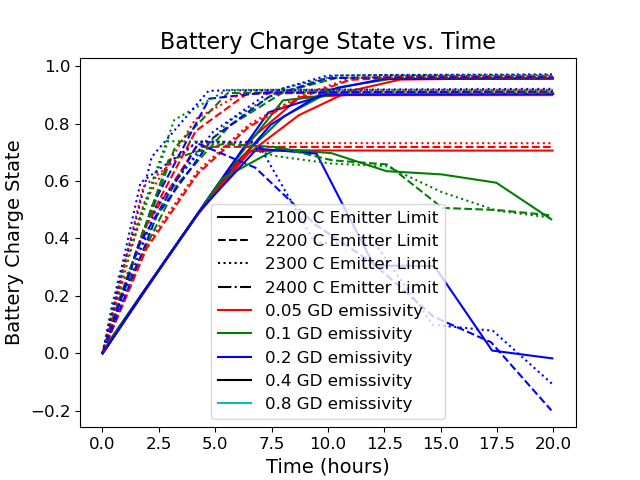 Battery Charge State vs. Time
Battery Charge State
1.0
0.8
0.6
0.4
0.2
0.0
−0.2
2100 C Emitter Limit
2200 C Emitter Limit
2300 C Emitter Limit
2400 C Emitter Limit
0.05 GD emissivity
0.1 GD emissivity
0.2 GD emissivity
0.4 GD emissivity
0.8 GD emissivity
0.0 2.5 5.0 7.5 10.0 12.5 15.0 17.5 20.0
Time (hours)